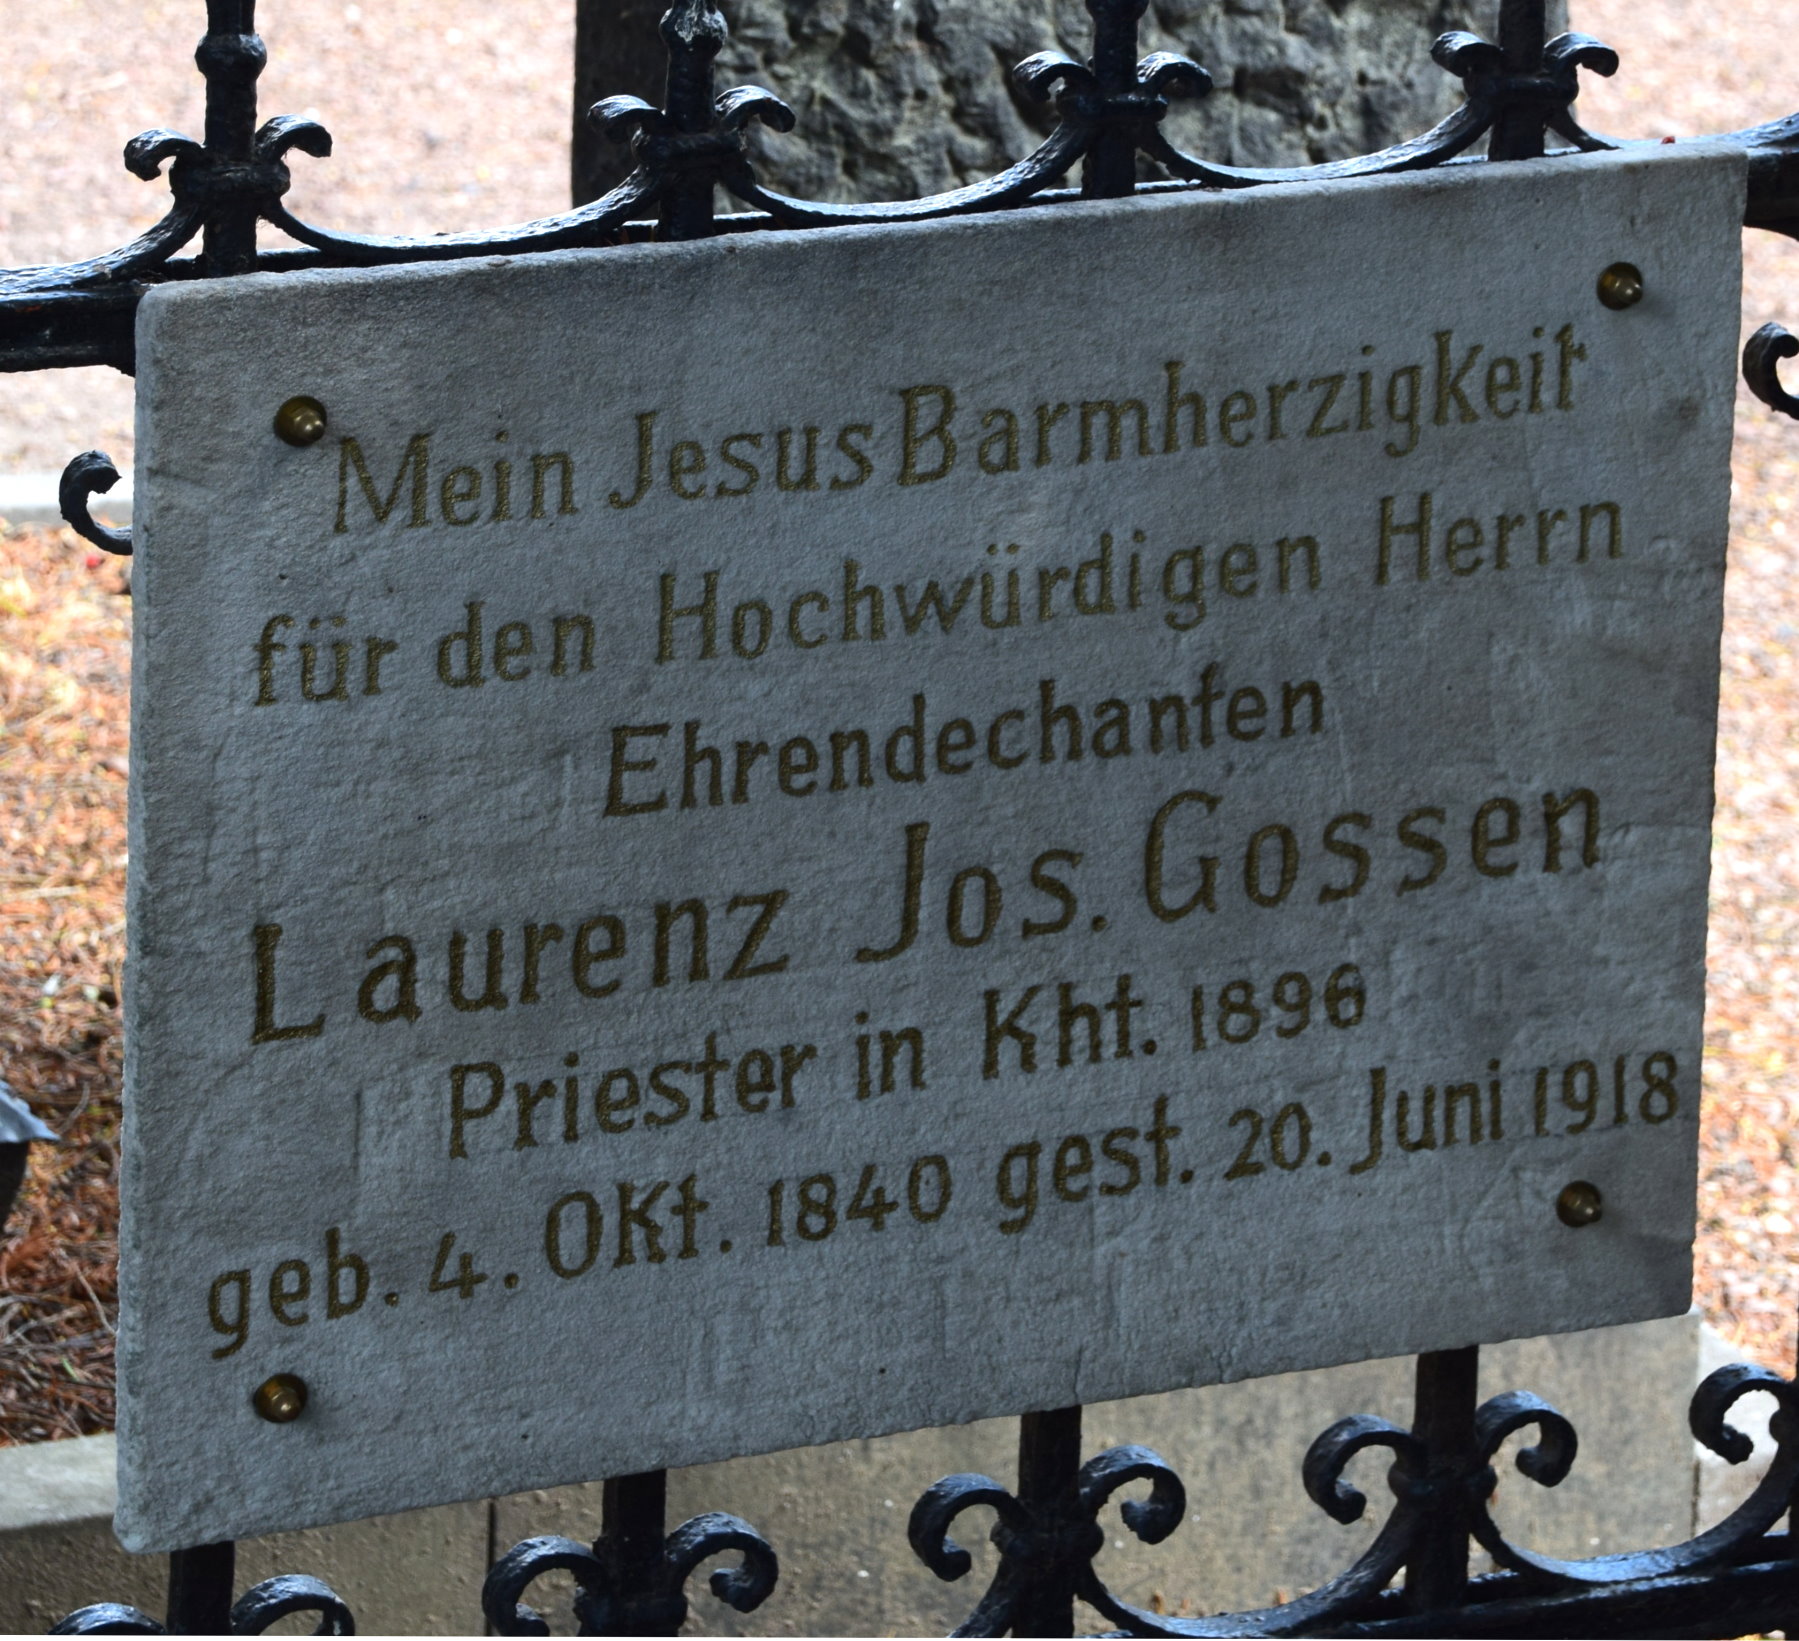 Mein Jesus Barmherzigkeit
für den Hochwürdigen Herrn
Ehrendechanten
Laurenz Jos. Gossen
Priester in Kht. 1896
geb. 4. Okt. 1840 gest. 20. Juni 1918